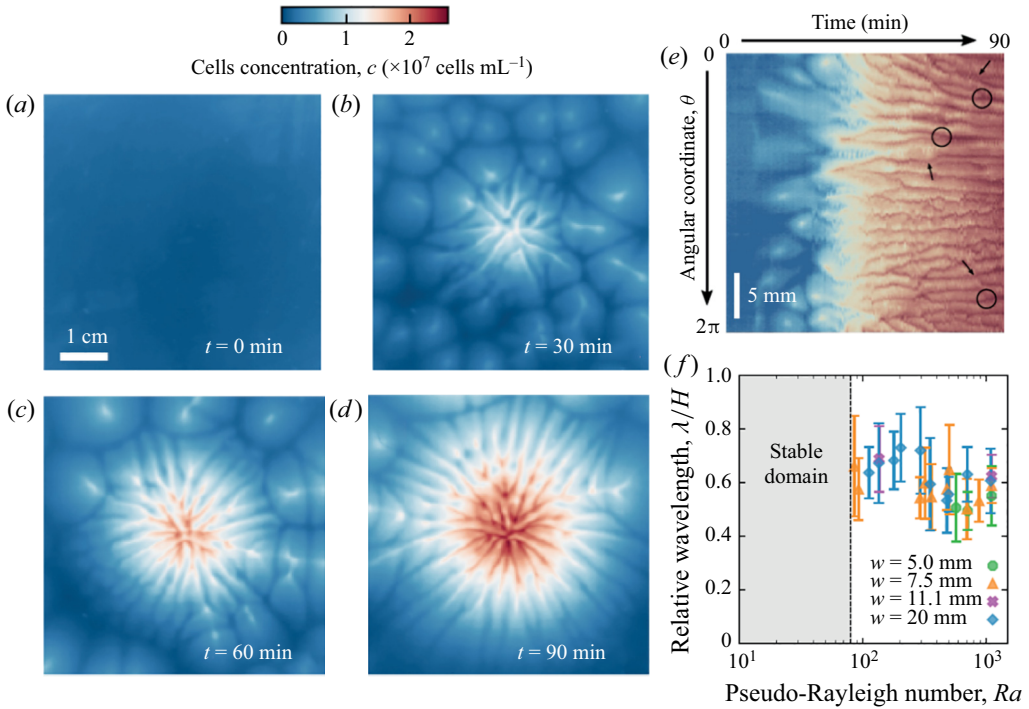 0 1 2
Cells concentration, c (×10⁷ cells mL⁻¹)
(a)
1 cm
t = 0 min
(b)
t = 30 min
(c)
t = 60 min
(d)
t = 90 min
(e)
Time (min)
0 90
0
Angular coordinate, θ
2π
5 mm
(f)
Relative wavelength, λ/H
1.0
0.8
0.6
0.4
0.2
0
Stable
domain
w = 5.0 mm
w = 7.5 mm
w = 11.1 mm
w = 20 mm
10¹ 10² 10³
Pseudo-Rayleigh number, Ra